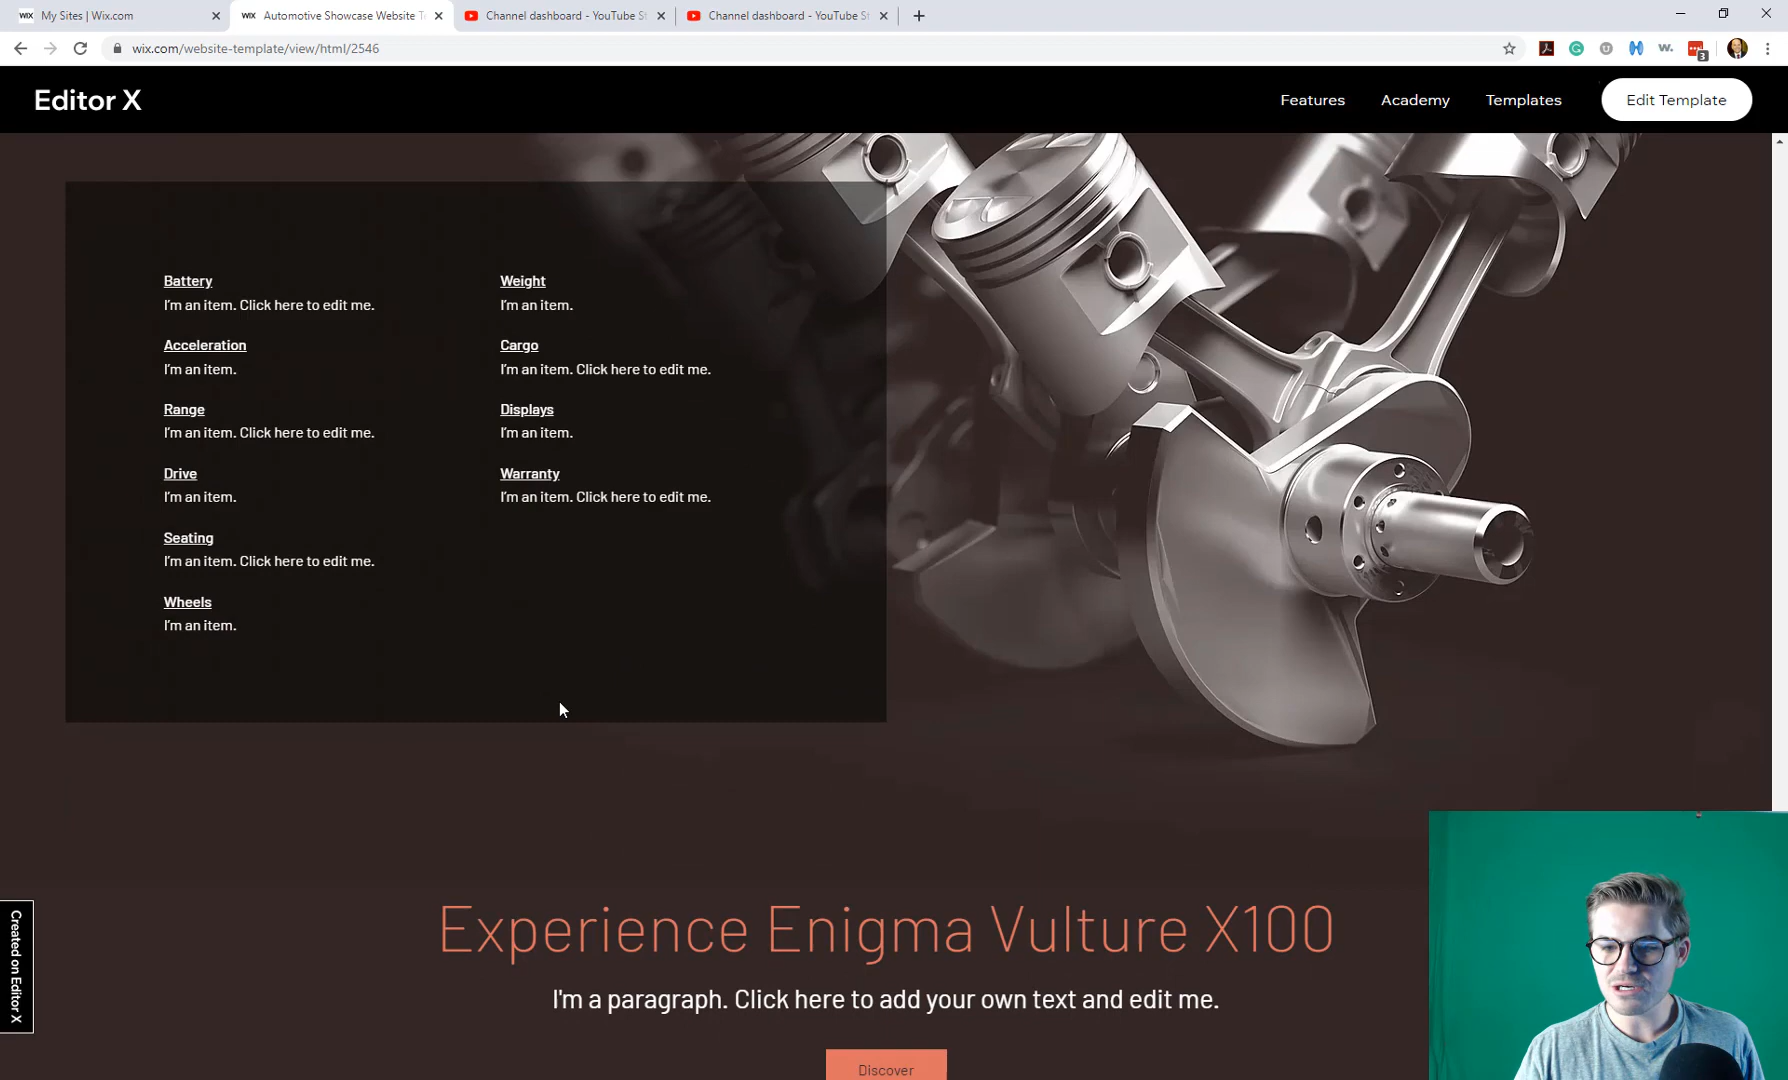 WIX My Sites | Wix.com
WIX Automotive Showcase Website T
Channel dashboard - YouTube St
Channel dashboard - YouTube St
wix.com/website-template/view/html/2546
w.
3
Editor X
Features Academy Templates Edit Template
Battery
I'm an item. Click here to edit me.
Acceleration
I'm an item.
Range
I'm an item. Click here to edit me.
Drive
I'm an item.
Seating
I'm an item. Click here to edit me.
Wheels
I'm an item.
Weight
I'm an item.
Cargo
I'm an item. Click here to edit me.
Displays
I'm an item.
Warranty
I'm an item. Click here to edit me.
Created on Editor X
Experience Enigma Vulture X100
I'm a paragraph. Click here to add your own text and edit me.
Discover